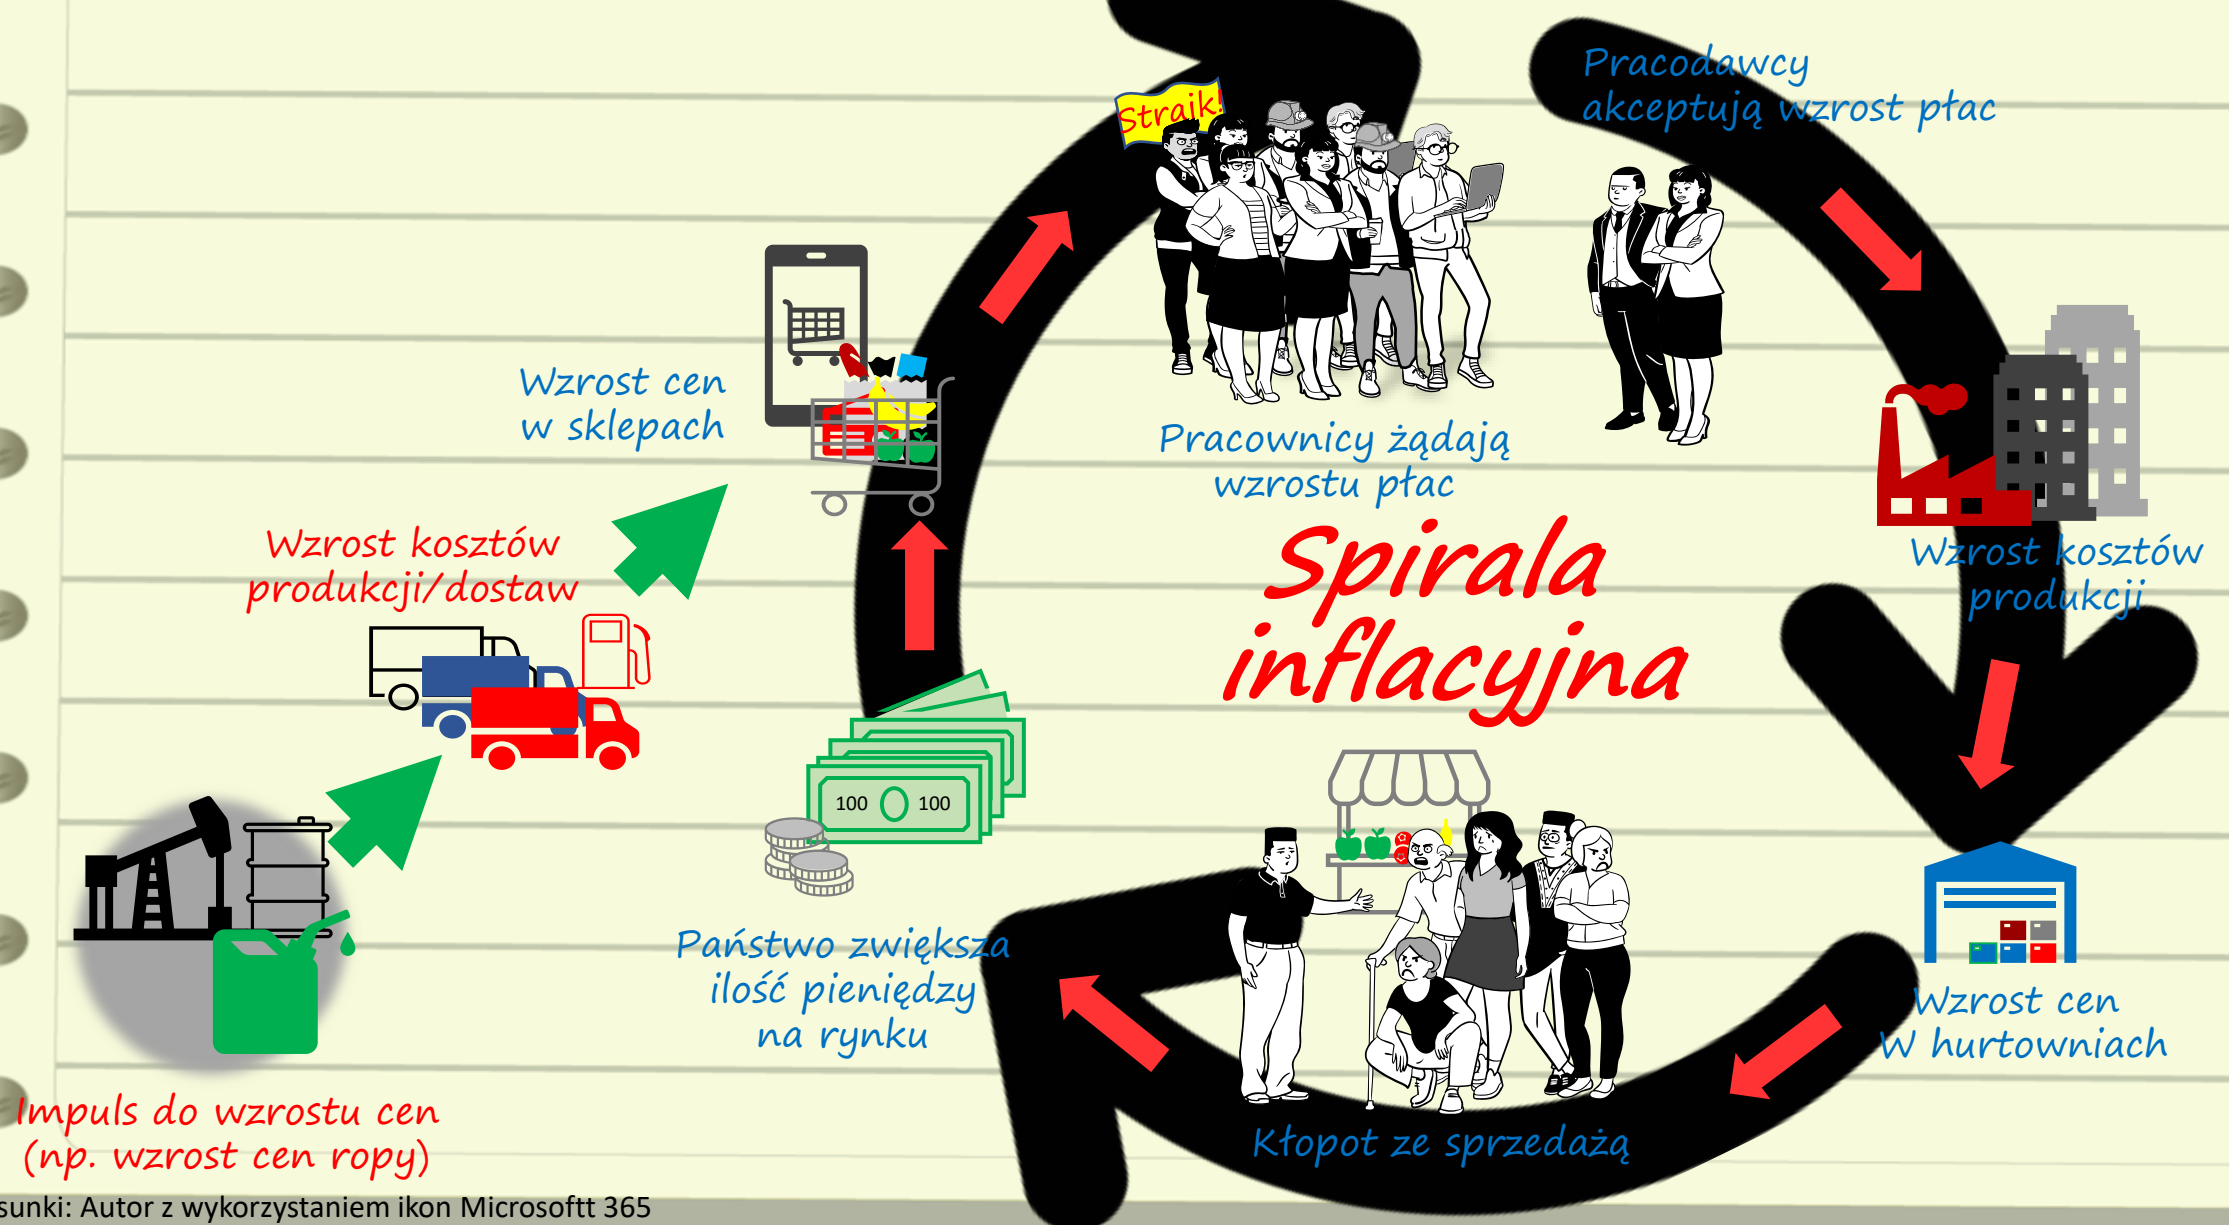 Strajk!
Pracodawcy
akceptują wzrost płac
Wzrost cen
w sklepach
Pracownicy żądają
wzrostu płac
Wzrost kosztów
produkcji/dostaw
Spirala
inflacyjna
Wzrost kosztów
produkcji
100 100
Państwo zwiększa
ilość pieniędzy
na rynku
Wzrost cen
W hurtowniach
Kłopot ze sprzedażą
Impuls do wzrostu cen
(np. wzrost cen ropy)
sunki: Autor z wykorzystaniem ikon Microsoftt 365